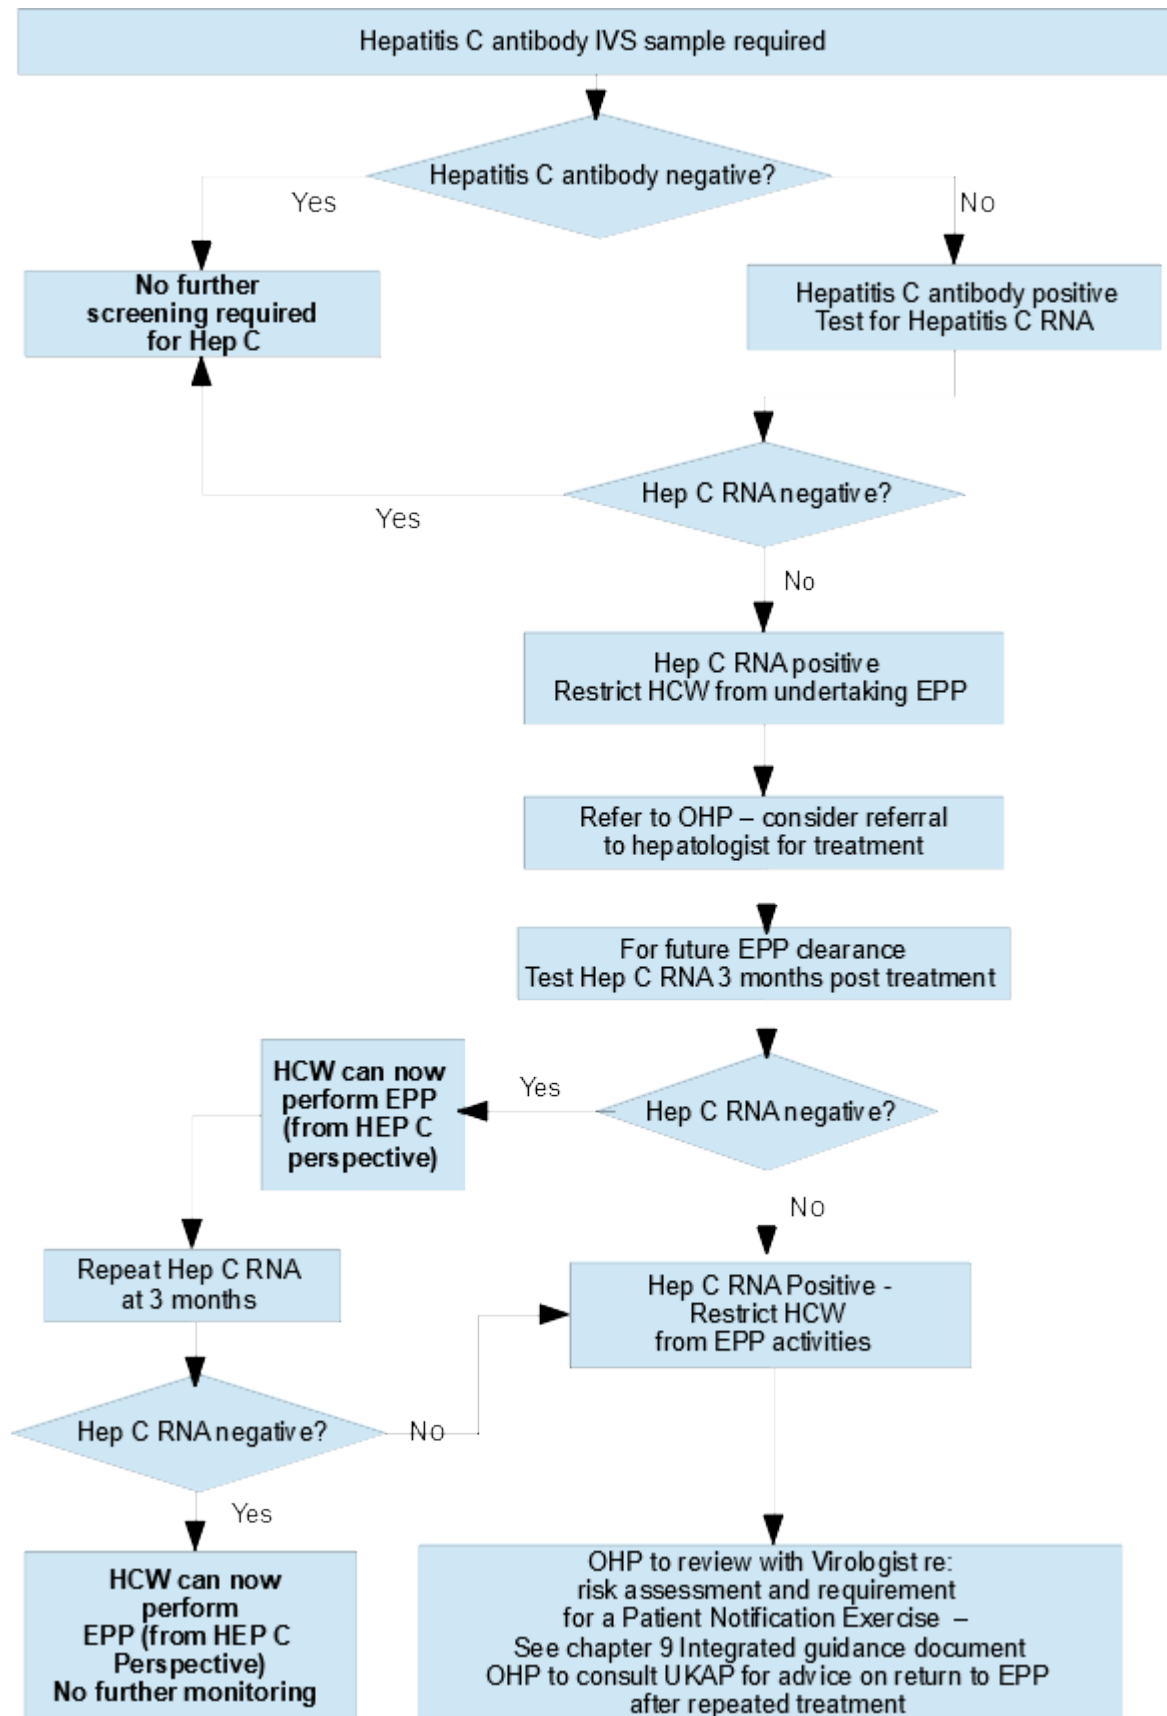 Hepatitis C antibody IVS sample required
Hepatitis C antibody negative?
Yes
No
No further
screening required
for Hep C
Hepatitis C antibody positive
Test for Hepatitis C RNA
Hep C RNA negative?
Yes
No
Hep C RNA positive
Restrict HCW from undertaking EPP
Refer to OHP – consider referral
to hepatologist for treatment
For future EPP clearance
Test Hep C RNA 3 months post treatment
HCW can now
perform EPP
(from HEP C
perspective)
Yes
Hep C RNA negative?
No
Repeat Hep C RNA
at 3 months
Hep C RNA Positive -
Restrict HCW
from EPP activities
Hep C RNA negative?
No
Yes
HCW can now
perform
EPP (from HEP C
Perspective)
No further monitoring
OHP to review with Virologist re:
risk assessment and requirement
for a Patient Notification Exercise –
See chapter 9 Integrated guidance document
OHP to consult UKAP for advice on return to EPP
after repeated treatment